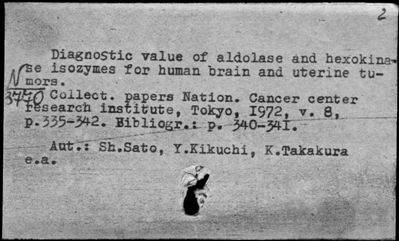 2
Diagnostic value of aldolase and hexokina-
se isozymes for human brain and uterine tu-
mors.
N 3770
Collect. papers Nation. Cancer center
research institute, Tokyo, 1972, v. 8,
p.335-342. Bibliogr.: p. 340-341.
Aut.: Sh.Sato, Y.Kikuchi, K.Takakura
e.a.